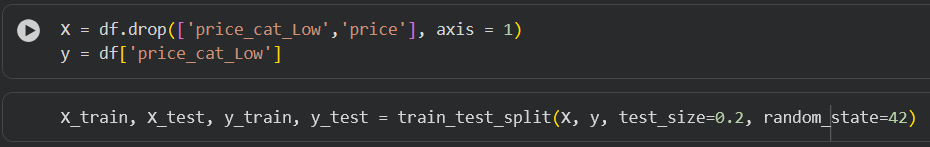 X = df.drop(['price_cat_Low','price'], axis = 1)
y = df['price_cat_Low']
X_train, X_test, y_train, y_test = train_test_split(X, y, test_size=0.2, random_state=42)